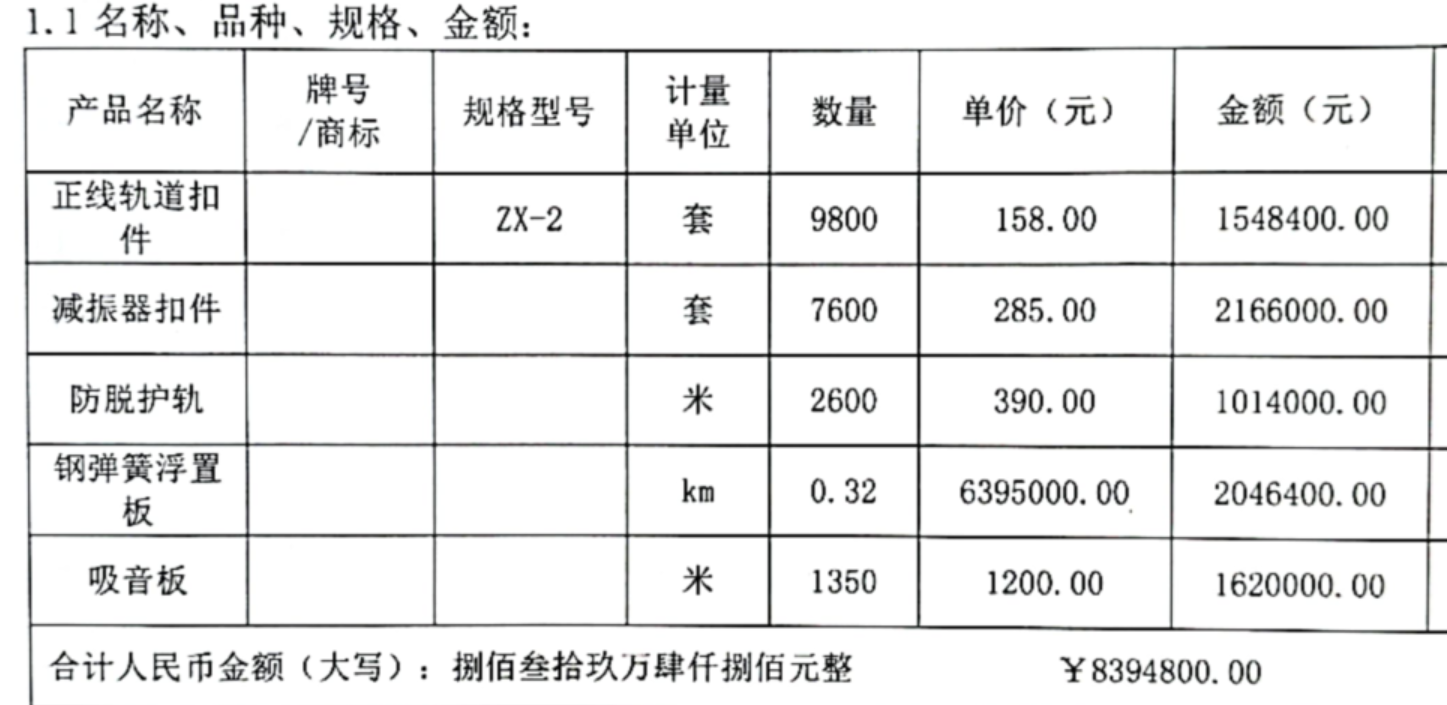 1.1 名称、品种、规格、金额：
产品名称 牌号/商标 规格型号 计量单位 数量 单价（元） 金额（元）
正线轨道扣件 ZX-2 套 9800 158.00 1548400.00
减振器扣件 套 7600 285.00 2166000.00
防脱护轨 米 2600 390.00 1014000.00
钢弹簧浮置板 km 0.32 6395000.00 2046400.00
吸音板 米 1350 1200.00 1620000.00
合计人民币金额（大写）：捌佰叁拾玖万肆仟捌佰元整 ￥8394800.00